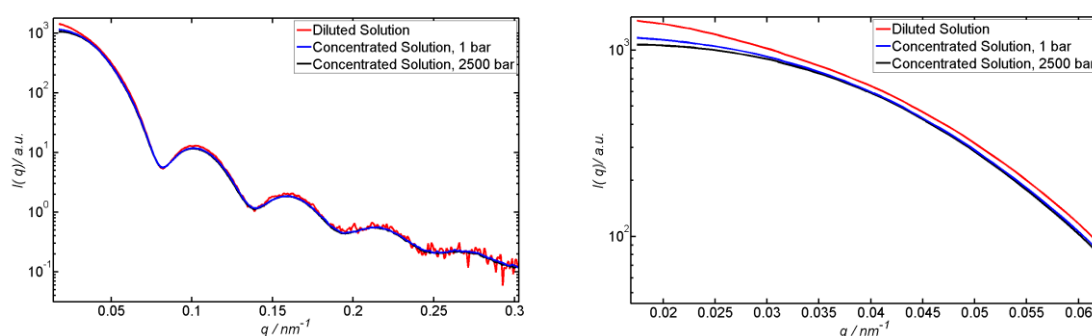 10³
10²
10¹
10⁰
10⁻¹
I( q)/ a.u.
Diluted Solution
Concentrated Solution, 1 bar
Concentrated Solution, 2500 bar
0.05
0.1
0.15
0.2
0.25
0.3
q / nm⁻¹
10³
10²
I( q)/ a.u.
Diluted Solution
Concentrated Solution, 1 bar
Concentrated Solution, 2500 bar
0.02
0.025
0.03
0.035
0.04
0.045
0.05
0.055
0.06
q / nm⁻¹